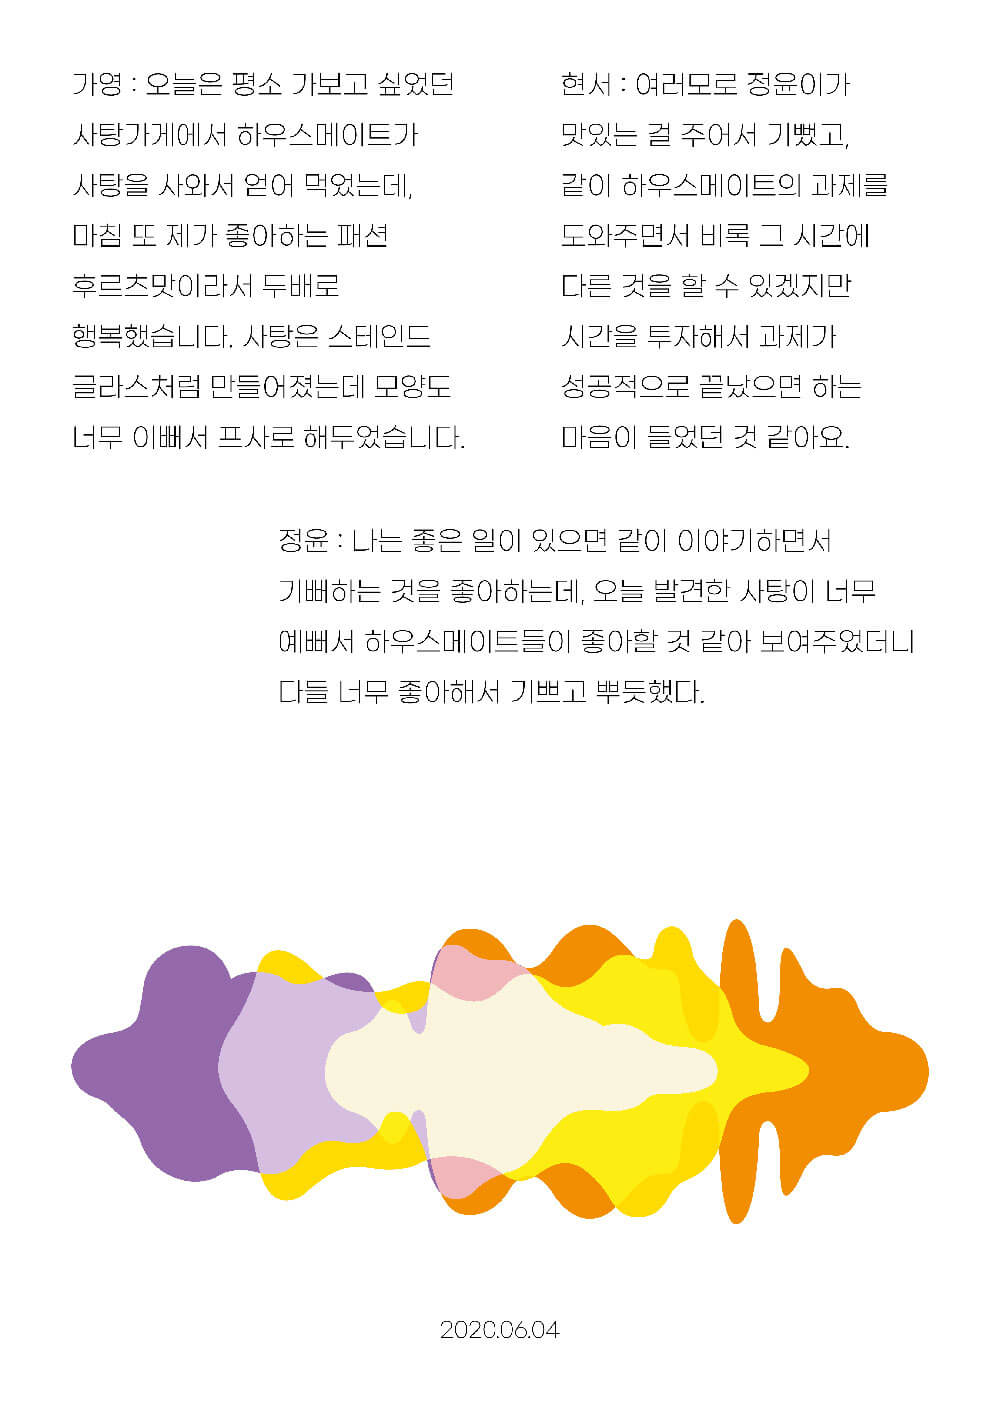 가영 : 오늘은 평소 가보고 싶었던
사탕가게에서 하우스메이트가
사탕을 사와서 얻어 먹었는데,
마침 또 제가 좋아하는 패션
후르츠맛이라서 두배로
행복했습니다. 사탕은 스테인드
글라스처럼 만들어졌는데 모양도
너무 이뻐서 프사로 해두었습니다.
현서 : 여러모로 정윤이가
맛있는 걸 주어서 기뻤고,
같이 하우스메이트의 과제를
도와주면서 비록 그 시간에
다른 것을 할 수 있겠지만
시간을 투자해서 과제가
성공적으로 끝났으면 하는
마음이 들었던 것 같아요.
정윤 : 나는 좋은 일이 있으면 같이 이야기하면서
기뻐하는 것을 좋아하는데, 오늘 발견한 사탕이 너무
예뻐서 하우스메이트들이 좋아할 것 같아 보여주었더니
다들 너무 좋아해서 기쁘고 뿌듯했다.
2020.06.04